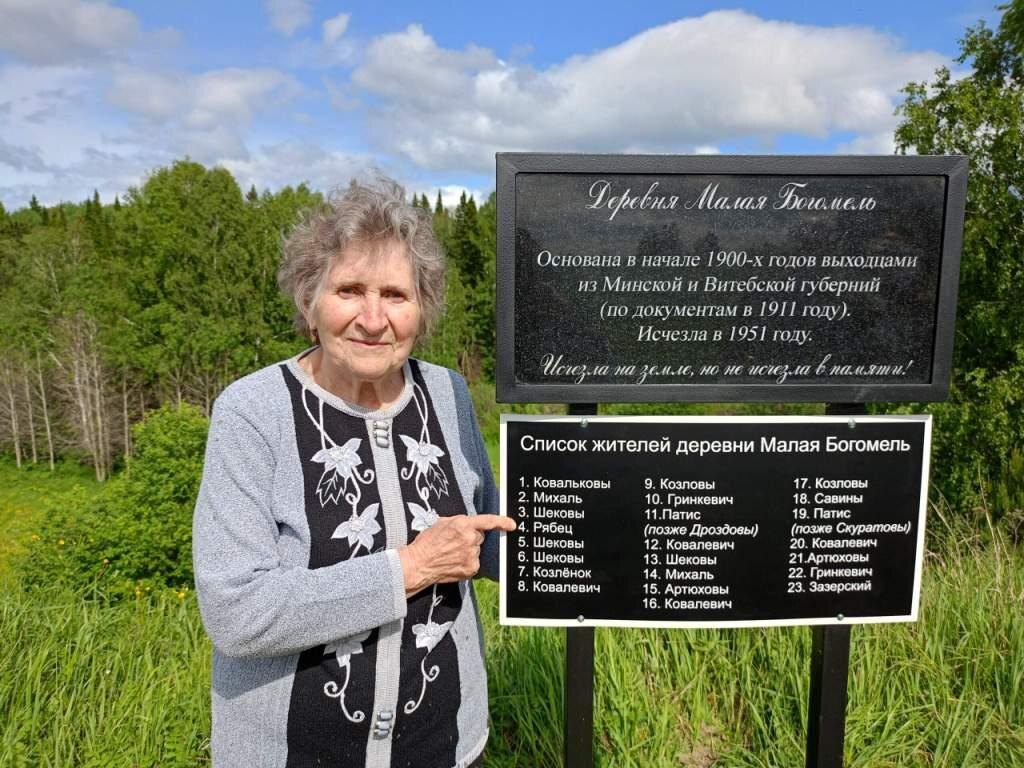 Деревня Малая Богомель
Основана в начале 1900-х годов выходцами
из Минской и Витебской губерний
(по документам в 1911 году).
Исчезла в 1951 году.
Исчезла на земле, но не исчезла в памяти!
Список жителей деревни Малая Богомель
1. Ковальковы
2. Михаль
3. Шековы
4. Рябец
5. Шековы
6. Шековы
7. Козлёнок
8. Ковалевич
9. Козловы
10. Гринкевич
11.Патис
(позже Дроздовы)
12. Ковалевич
13. Шековы
14. Михаль
15. Артюховы
16. Ковалевич
17. Козловы
18. Савины
19. Патис
(позже Скуратовы)
20. Ковалевич
21.Артюховы
22. Гринкевич
23. Зазерский